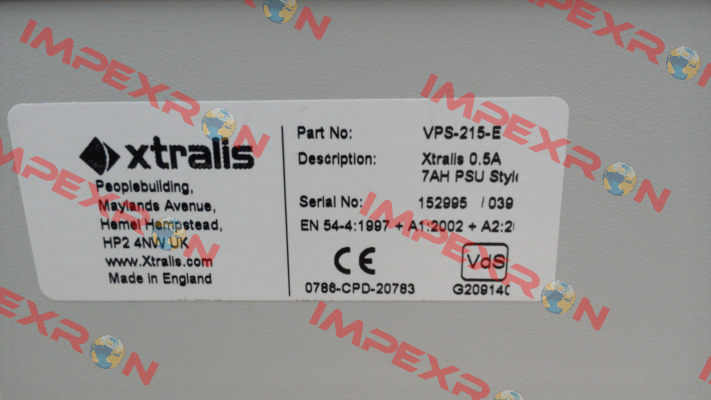 xtralis
Peoplebuilding,
Maylands Avenue,
Hemel Hempstead,
HP2 4NW UK
www.Xtralis.com
Made in England
Part No: VPS-215-E
Description: Xtralis 0.5A
7AH PSU Style
Serial No: 152995 / 039
EN 54-4:1997 + A1:2002 + A2:2
CE
VdS
0786-CPD-20783 G209140
IMPEXRON
IMPEXRON
IMPEXRON
IMPEXRON
IMPEXRON
IMPEXRON